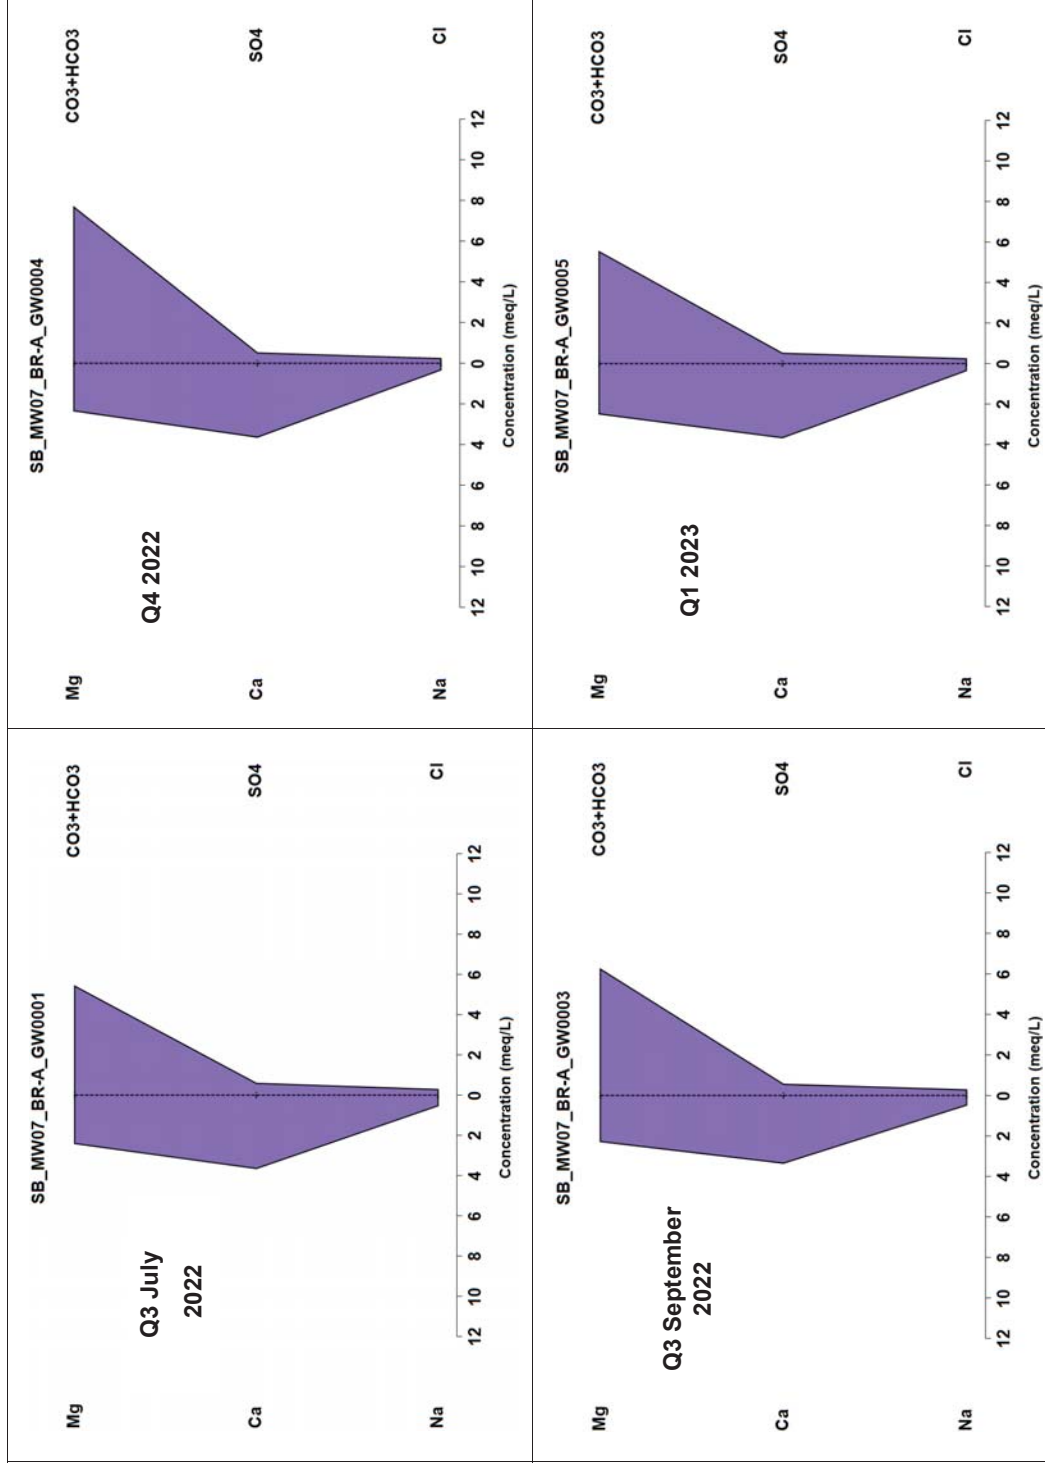 SB_MW07_BR-A_GW0001
Mg CO3+HCO3
Q3 July
2022
Ca SO4
Na Cl
12 10 8 6 4 2 0 2 4 6 8 10 12
Concentration (meq/L)
SB_MW07_BR-A_GW0004
Mg CO3+HCO3
Q4 2022
Ca SO4
Na Cl
12 10 8 6 4 2 0 2 4 6 8 10 12
Concentration (meq/L)
SB_MW07_BR-A_GW0003
Mg CO3+HCO3
Q3 September
2022
Ca SO4
Na Cl
12 10 8 6 4 2 0 2 4 6 8 10 12
Concentration (meq/L)
SB_MW07_BR-A_GW0005
Mg CO3+HCO3
Q1 2023
Ca SO4
Na Cl
12 10 8 6 4 2 0 2 4 6 8 10 12
Concentration (meq/L)